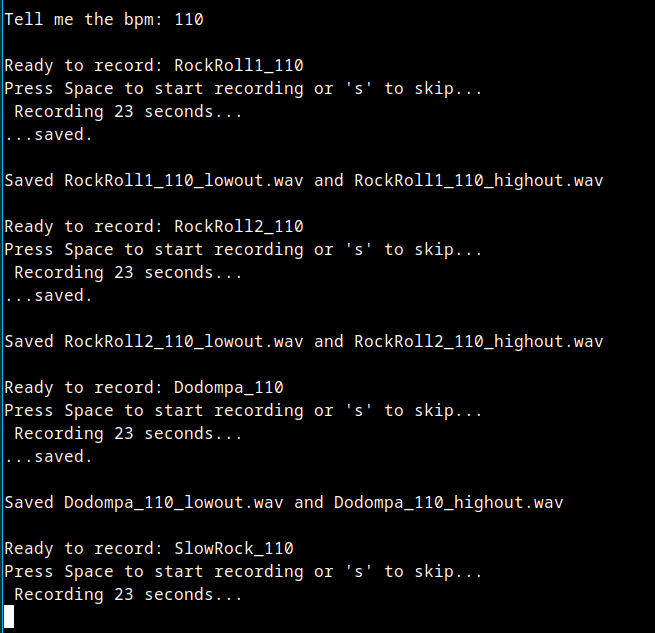 Tell me the bpm: 110
Ready to record: RockRoll1_110
Press Space to start recording or 's' to skip...
Recording 23 seconds...
...saved.
Saved RockRoll1_110_lowout.wav and RockRoll1_110_highout.wav
Ready to record: RockRoll2_110
Press Space to start recording or 's' to skip...
Recording 23 seconds...
...saved.
Saved RockRoll2_110_lowout.wav and RockRoll2_110_highout.wav
Ready to record: Dodompa_110
Press Space to start recording or 's' to skip...
Recording 23 seconds...
...saved.
Saved Dodompa_110_lowout.wav and Dodompa_110_highout.wav
Ready to record: SlowRock_110
Press Space to start recording or 's' to skip...
Recording 23 seconds...